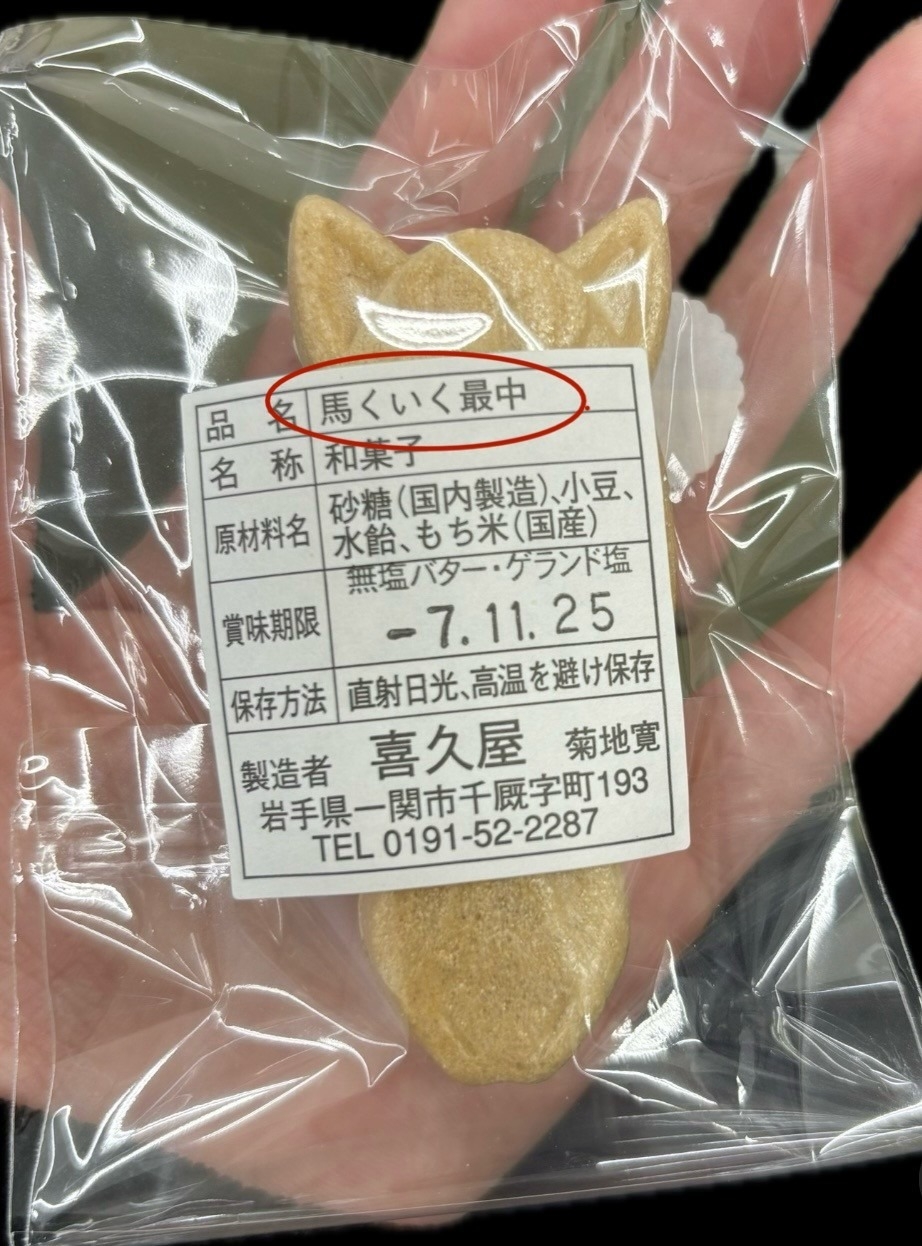 品名 馬くいく最中
名称 和菓子
原材料名 砂糖(国内製造)、小豆、
水飴、もち米(国産)
無塩バター・ゲランド塩
賞味期限 -7.11.25
保存方法 直射日光、高温を避け保存
製造者 喜久屋 菊地寛
岩手県一関市千厩字町193
TEL 0191-52-2287